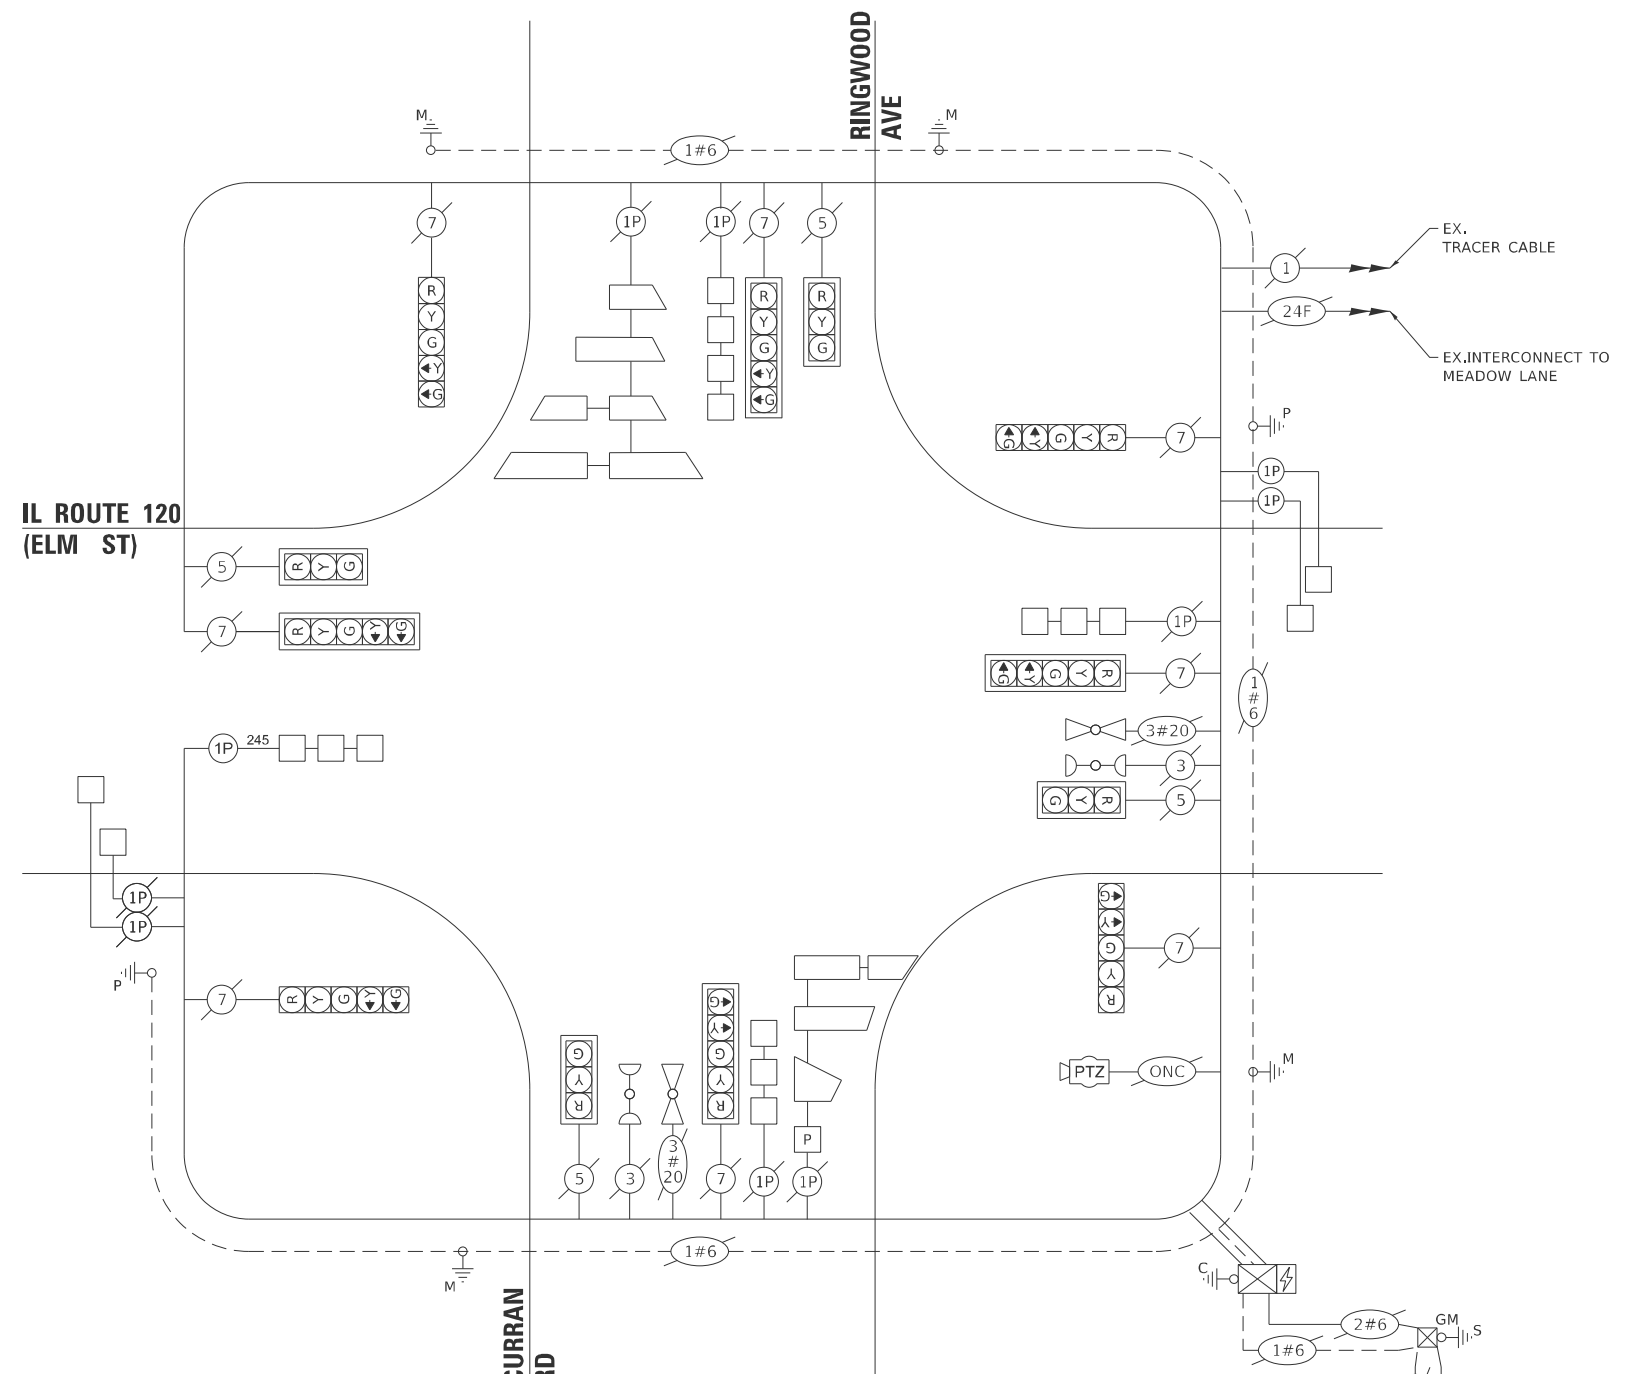 RINGWOOD
AVE
M
M
1#6
7
1P
1P
7
5
R
Y
G
Y
G
R
Y
G
Y
G
R
Y
G
1
EX.
TRACER CABLE
24F
EX.INTERCONNECT TO
MEADOW LANE
P
G Y G Y R
7
1P
1P
IL ROUTE 120
(ELM ST)
5
R Y G
7
R Y G Y G
1P
G Y G Y R
7
1
#
6
3#20
3
G Y R
5
1P
245
1P
1P
P
7
R Y G Y G
G
Y
G
Y
R
7
PTZ
ONC
M
G
Y
R
G
Y
G
Y
R
P
5
3
3
#
20
7
1P
1P
1#6
M
C
CURRAN
RD
2#6
GM
S
1#6